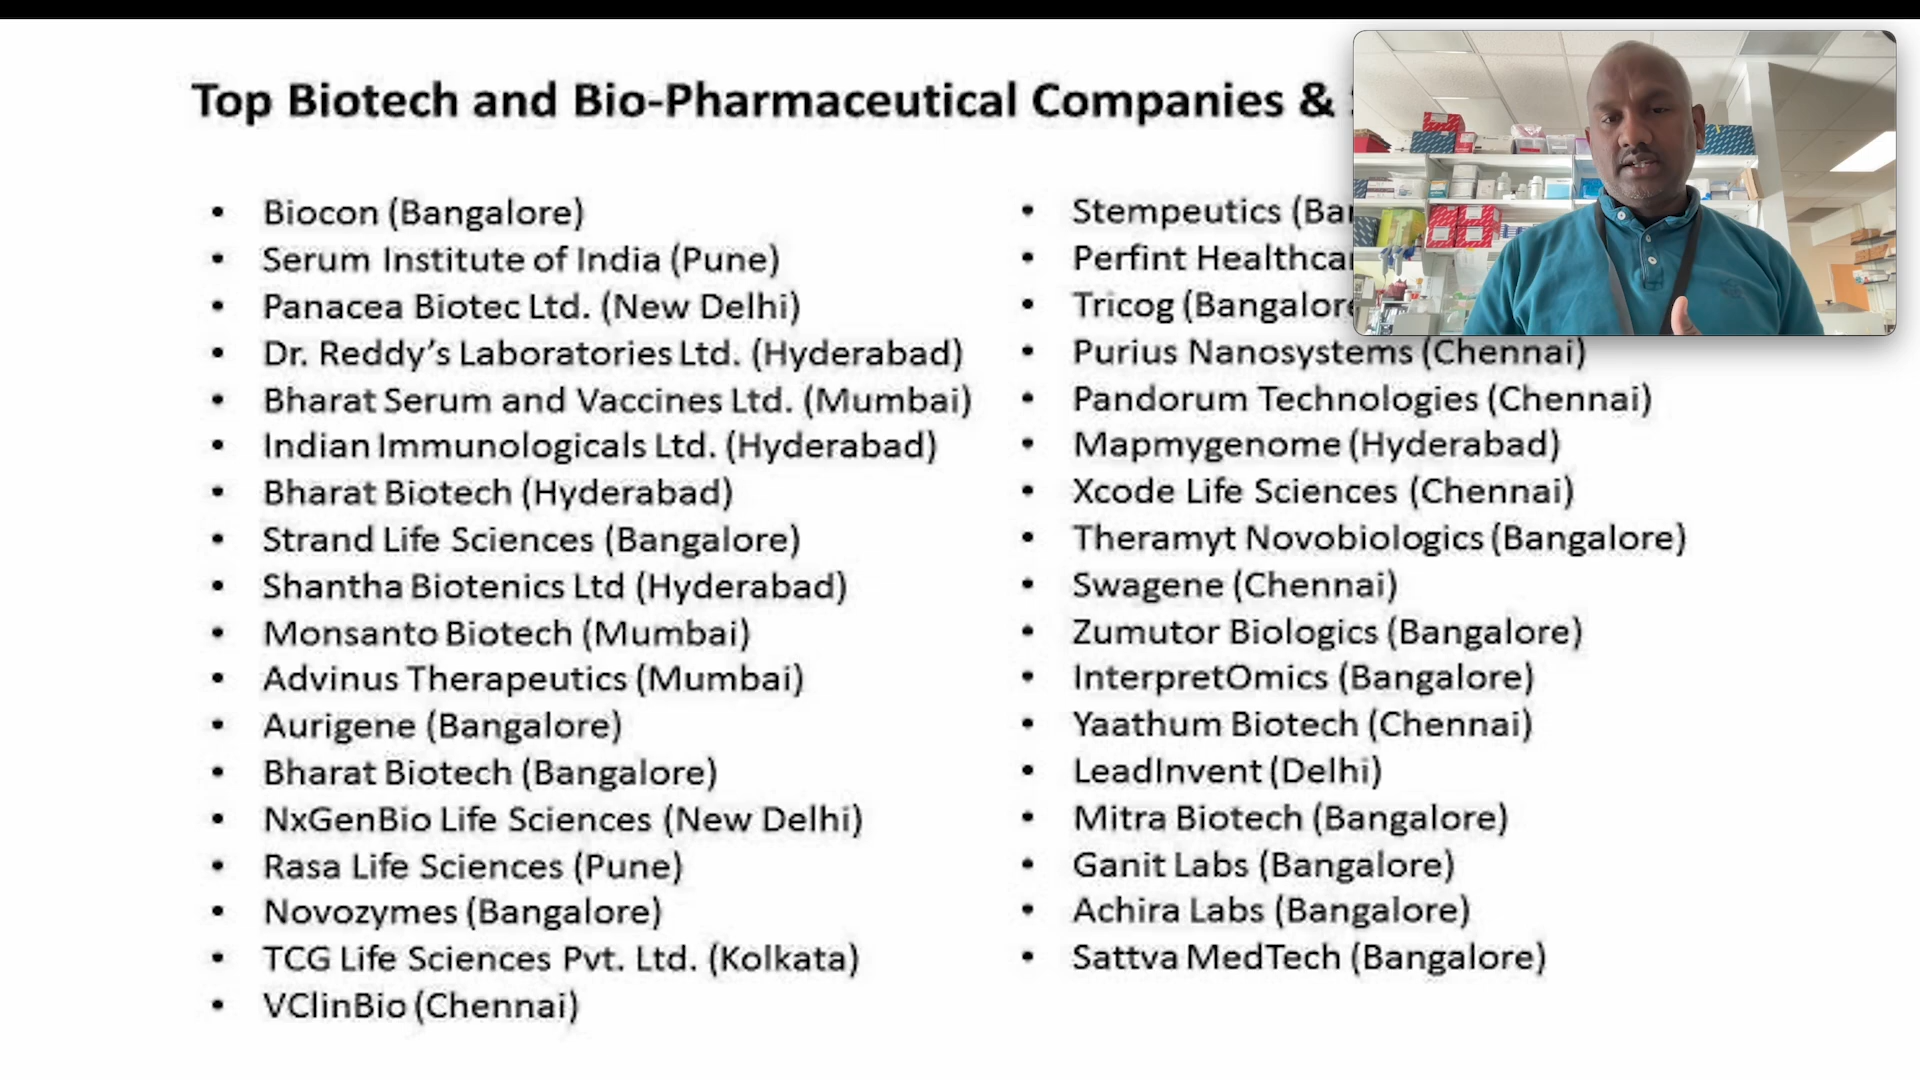 Top Biotech and Bio-Pharmaceutical Companies &
• Biocon (Bangalore)
• Serum Institute of India (Pune)
• Panacea Biotec Ltd. (New Delhi)
• Dr. Reddy’s Laboratories Ltd. (Hyderabad)
• Bharat Serum and Vaccines Ltd. (Mumbai)
• Indian Immunologicals Ltd. (Hyderabad)
• Bharat Biotech (Hyderabad)
• Strand Life Sciences (Bangalore)
• Shantha Biotenics Ltd (Hyderabad)
• Monsanto Biotech (Mumbai)
• Advinus Therapeutics (Mumbai)
• Aurigene (Bangalore)
• Bharat Biotech (Bangalore)
• NxGenBio Life Sciences (New Delhi)
• Rasa Life Sciences (Pune)
• Novozymes (Bangalore)
• TCG Life Sciences Pvt. Ltd. (Kolkata)
• VClinBio (Chennai)
• Stempeutics
• Perfint
• Tricog
• Purius Nanosystems (Chennai)
• Pandorum Technologies (Chennai)
• Mapmygenome (Hyderabad)
• Xcode Life Sciences (Chennai)
• Theramyt Novobiologics (Bangalore)
• Swagene (Chennai)
• Zumutor Biologics (Bangalore)
• InterpretOmics (Bangalore)
• Yaathum Biotech (Chennai)
• LeadInvent (Delhi)
• Mitra Biotech (Bangalore)
• Ganit Labs (Bangalore)
• Achira Labs (Bangalore)
• Sattva MedTech (Bangalore)